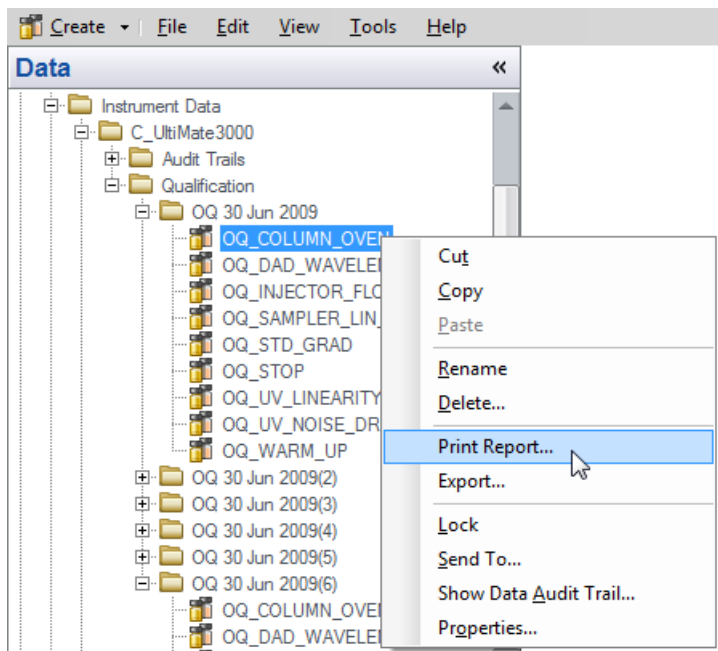 Create File Edit View Tools Help
Data «
Instrument Data
C_UltiMate3000
Audit Trails
Qualification
OQ 30 Jun 2009
OQ_COLUMN_OVEN
OQ_DAD_WAVELE
OQ_INJECTOR_FLO
OQ_SAMPLER_LIN_
OQ_STD_GRAD
OQ_STOP
OQ_UV_LINEARITY
OQ_UV_NOISE_DR
OQ_WARM_UP
OQ 30 Jun 2009(2)
OQ 30 Jun 2009(3)
OQ 30 Jun 2009(4)
OQ 30 Jun 2009(5)
OQ 30 Jun 2009(6)
OQ_COLUMN_OVE
OQ_DAD_WAVELE
Cut
Copy
Paste
Rename
Delete...
Print Report...
Export...
Lock
Send To...
Show Data Audit Trail...
Properties...